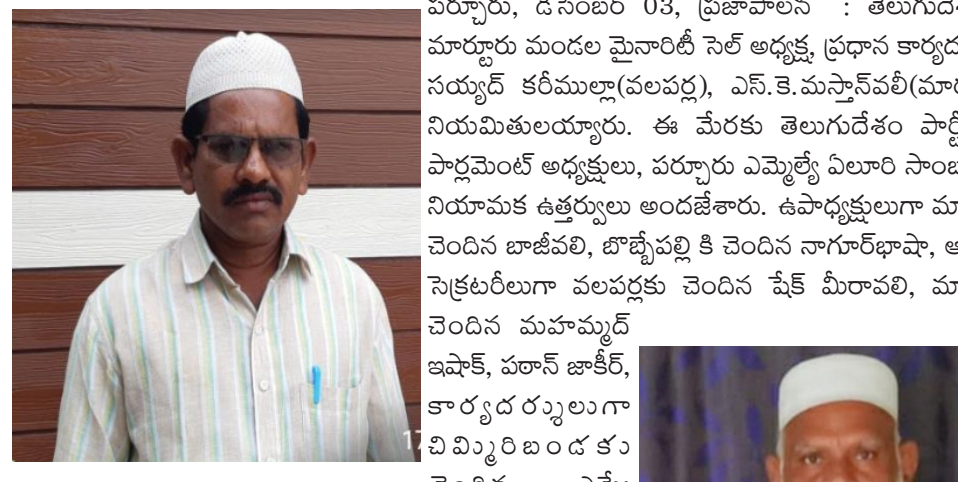 పర్చూరు, డిసెంబర్ 03, ప్రజాపాలన : తెలుగుదేశ
మార్టూరు మండల మైనారిటీ సెల్ అధ్యక్ష, ప్రధాన కార్యద
సయ్యద్ కరీముల్లా(వలపర్ల), ఎస్.కె.మస్తాన్‌వలీ(మార
నియమితులయ్యారు. ఈ మేరకు తెలుగుదేశం పార్టీ
పార్లమెంట్ అధ్యక్షులు, పర్చూరు ఎమ్మెల్యే ఏలూరి సాంబ
నియామక ఉత్తర్వులు అందజేశారు. ఉపాధ్యక్షులుగా మా
చెందిన బాజీవలి, బొబ్బేపల్లి కి చెందిన నాగూర్‌భాషా, ఆ
సెక్రటరీలుగా వలపర్లకు చెందిన షేక్ మీరావలి, మా
చెందిన మహమ్మద్
ఇషాక్, పఠాన్ జాకీర్,
కార్యదర్శులుగా
చిమ్మిరిబండకు
17